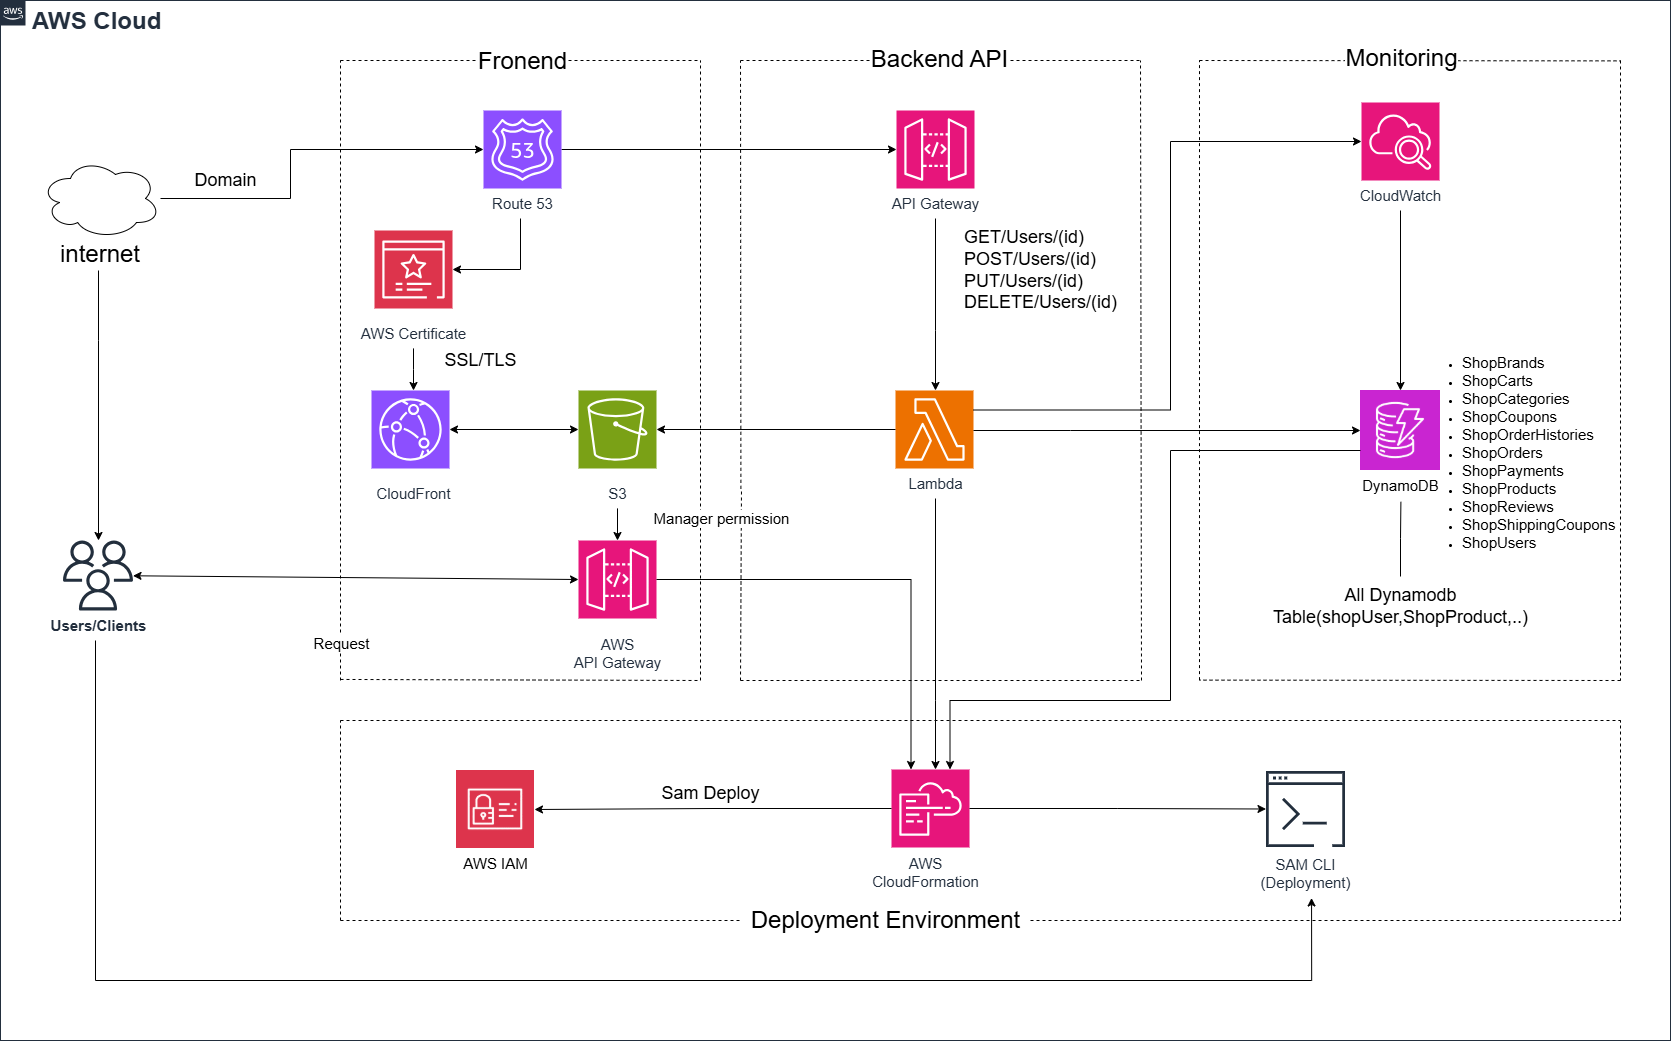 aws
AWS Cloud
Fronend
Backend API
Monitoring
53
Route 53
Domain
internet
API Gateway
CloudWatch
GET/Users/(id)
POST/Users/(id)
PUT/Users/(id)
DELETE/Users/(id)
AWS Certificate
SSL/TLS
CloudFront
S3
Lambda
DynamoDB
ShopBrands
ShopCarts
ShopCategories
ShopCoupons
ShopOrderHistories
ShopOrders
ShopPayments
ShopProducts
ShopReviews
ShopShippingCoupons
ShopUsers
Manager permission
</>
</>
Users/Clients
Request
AWS
API Gateway
All Dynamodb
Table(shopUser,ShopProduct,..)
Sam Deploy
AWS IAM
AWS
CloudFormation
SAM CLI
(Deployment)
Deployment Environment